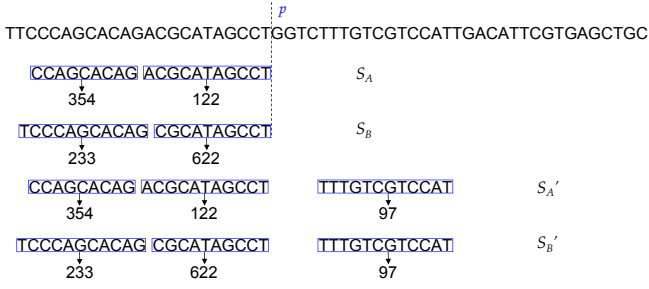 p
TTCCCAGCACAGACGCATAGCCTGGTCTTTGTCGTCCATTGACATTCGTGAGCTGC
CCAGCACAG ACGCATAGCCT S_A
354 122
TCCCAGCACAG CGCATAGCCT S_B
233 622
CCAGCACAG ACGCATAGCCT TTTGTCGTCCAT S_A'
354 122 97
TCCCAGCACAG CGCATAGCCT TTTGTCGTCCAT S_B'
233 622 97